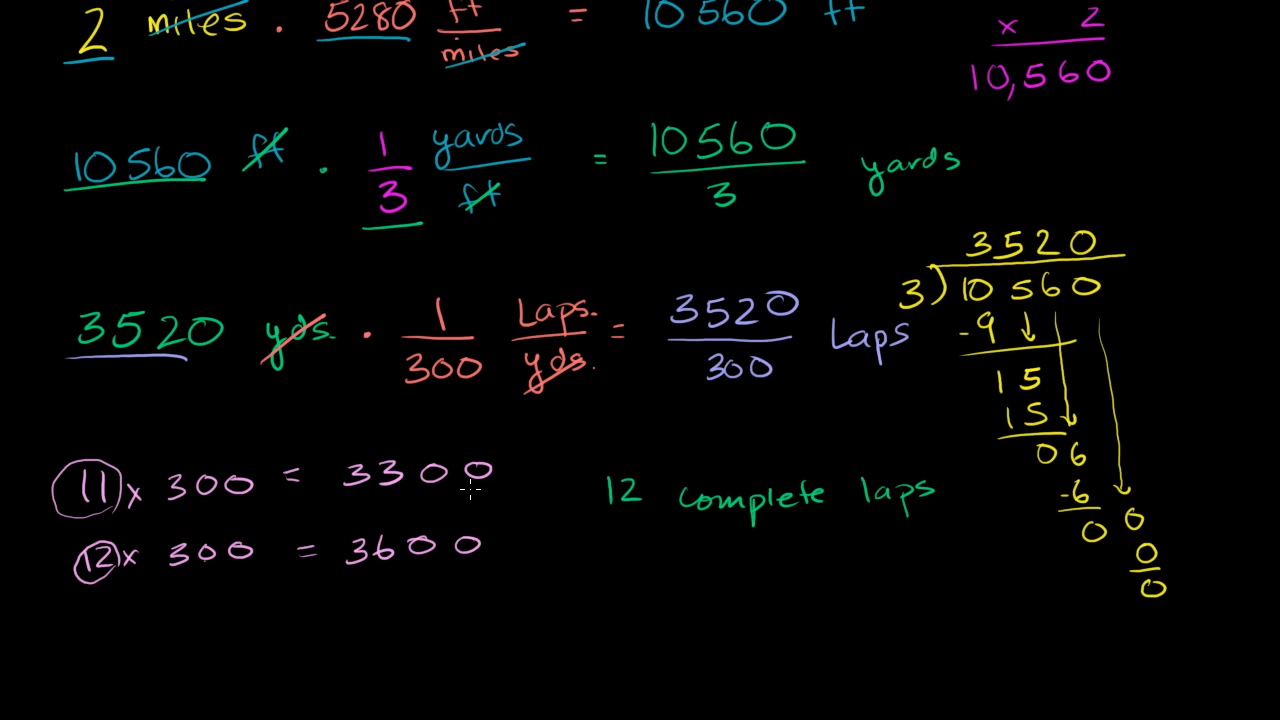 2 miles · 5280 ft/miles = 10560 ft
x 2
10,560
10560 ft · 1/3 yards/ft = 10560/3 yards
3520
3)10560
-9
15
15
06
-6
00
0
0
3520 yds. · 1/300 Laps./yds. = 3520/300 Laps
11 x 300 = 3300
12 complete laps
12 x 300 = 3600